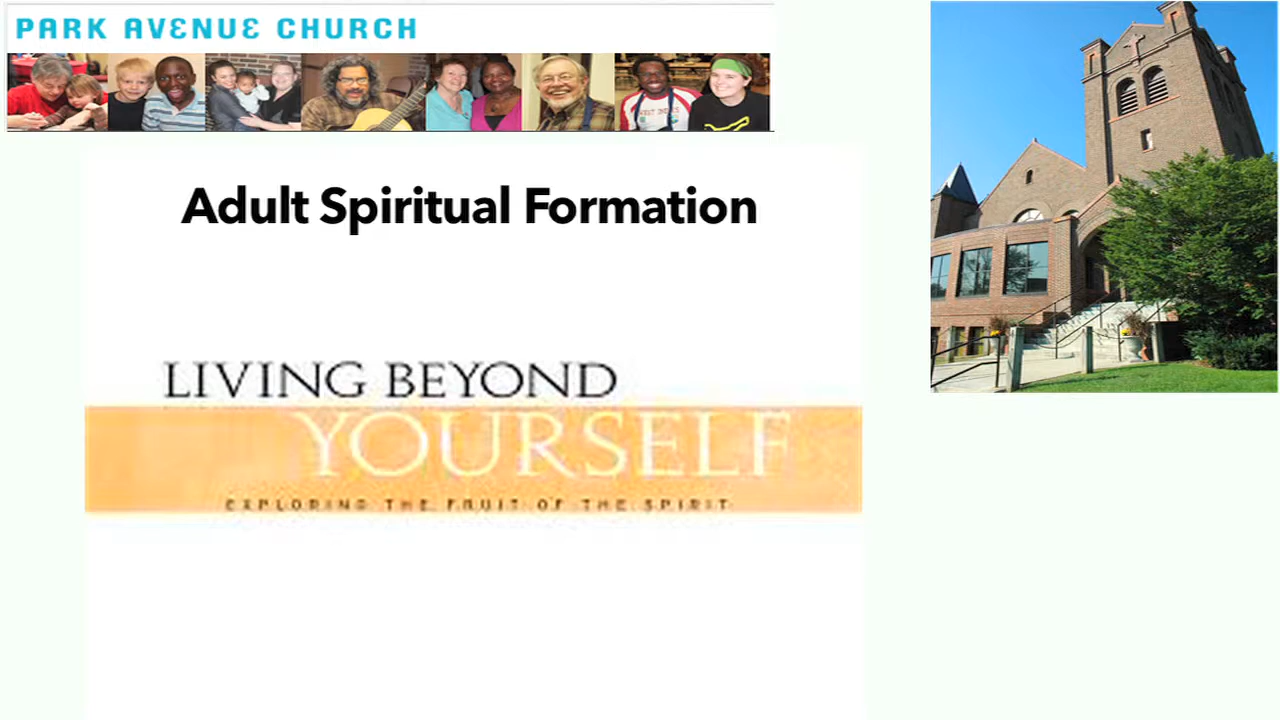 PARK AVENUE CHURCH
Adult Spiritual Formation
LIVING BEYOND
YOURSELF
EXPLORING THE FRUIT OF THE SPIRIT